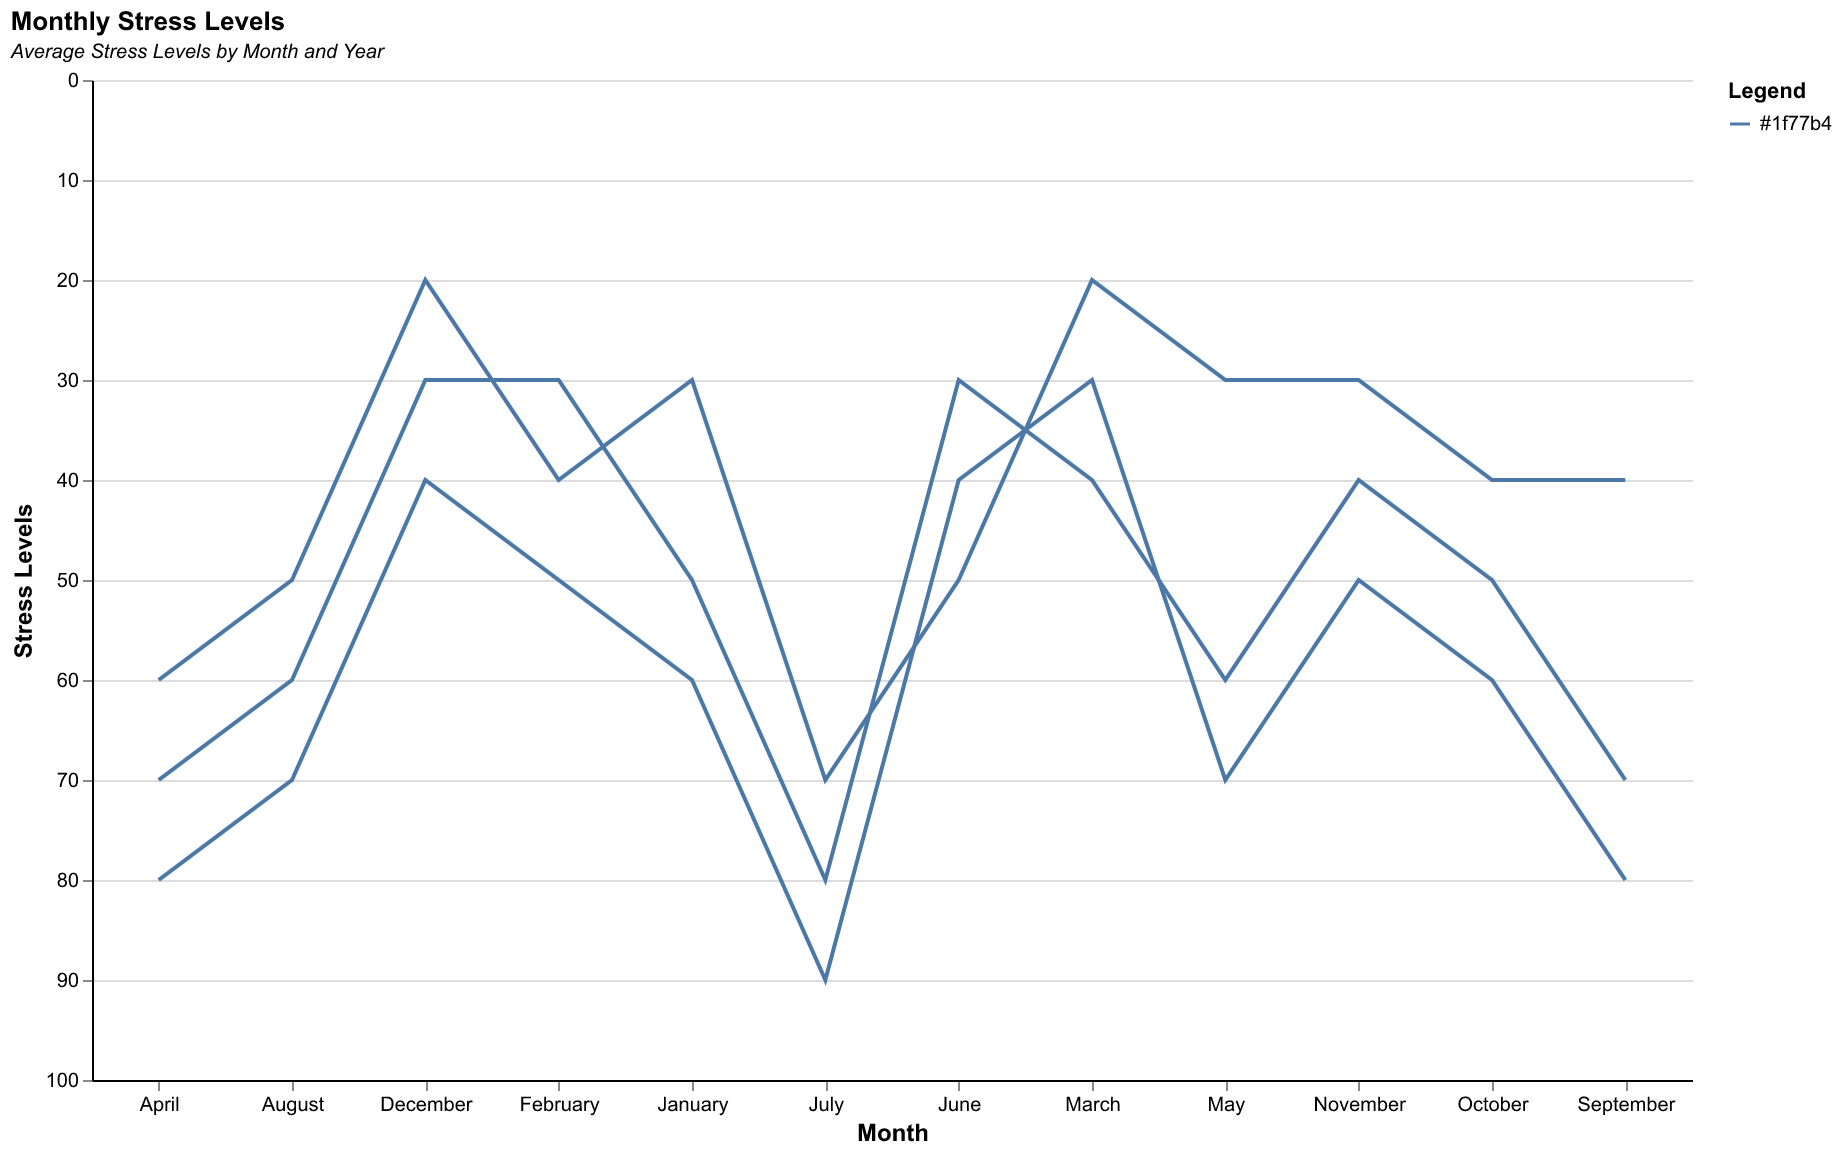 Monthly Stress Levels
Average Stress Levels by Month and Year
Legend
#1f77b4
Stress Levels
0
10
20
30
40
50
60
70
80
90
100
April August December February January July June March May November October September
Month